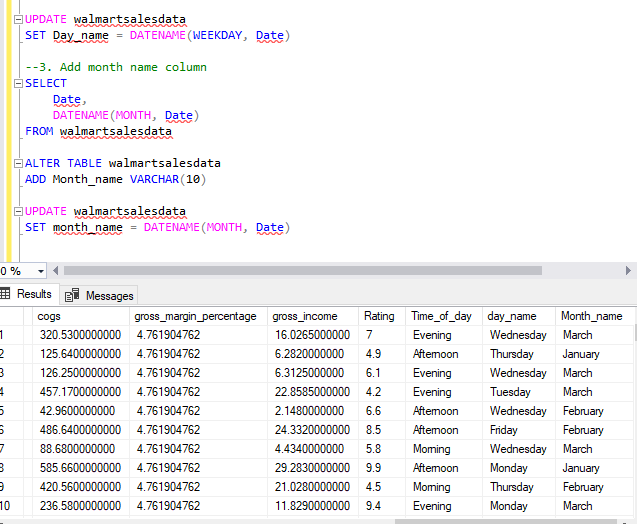 UPDATE walmartsalesdata
SET Day_name = DATENAME(WEEKDAY, Date)
--3. Add month name column
SELECT
Date,
DATENAME(MONTH, Date)
FROM walmartsalesdata
ALTER TABLE walmartsalesdata
ADD Month_name VARCHAR(10)
UPDATE walmartsalesdata
SET month_name = DATENAME(MONTH, Date)
0 %
Results Messages
cogs gross_margin_percentage gross_income Rating Time_of_day day_name Month_name
1 320.5300000000 4.761904762 16.0265000000 7 Evening Wednesday March
2 125.6400000000 4.761904762 6.2820000000 4.9 Afternoon Thursday January
3 126.2500000000 4.761904762 6.3125000000 6.1 Evening Wednesday March
4 457.1700000000 4.761904762 22.8585000000 4.2 Evening Tuesday March
5 42.9600000000 4.761904762 2.1480000000 6.6 Afternoon Wednesday February
6 486.6400000000 4.761904762 24.3320000000 8.5 Afternoon Friday February
7 88.6800000000 4.761904762 4.4340000000 5.8 Morning Wednesday March
8 585.6600000000 4.761904762 29.2830000000 9.9 Afternoon Monday January
9 420.5600000000 4.761904762 21.0280000000 4.5 Morning Thursday February
10 236.5800000000 4.761904762 11.8290000000 9.4 Evening Monday March